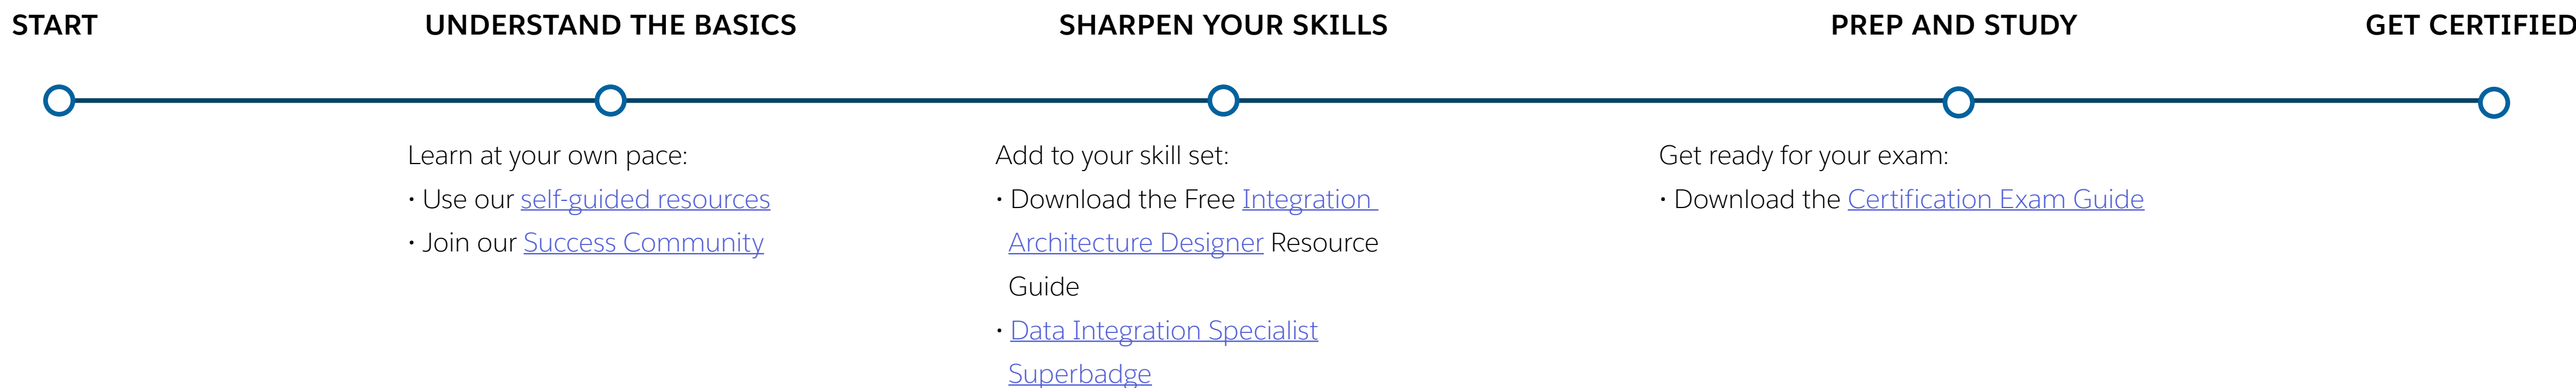 START
UNDERSTAND THE BASICS
SHARPEN YOUR SKILLS
PREP AND STUDY
GET CERTIFIED
Learn at your own pace:
· Use our self-guided resources
· Join our Success Community
Add to your skill set:
· Download the Free Integration
Architecture Designer Resource
Guide
· Data Integration Specialist
Superbadge
Get ready for your exam:
· Download the Certification Exam Guide